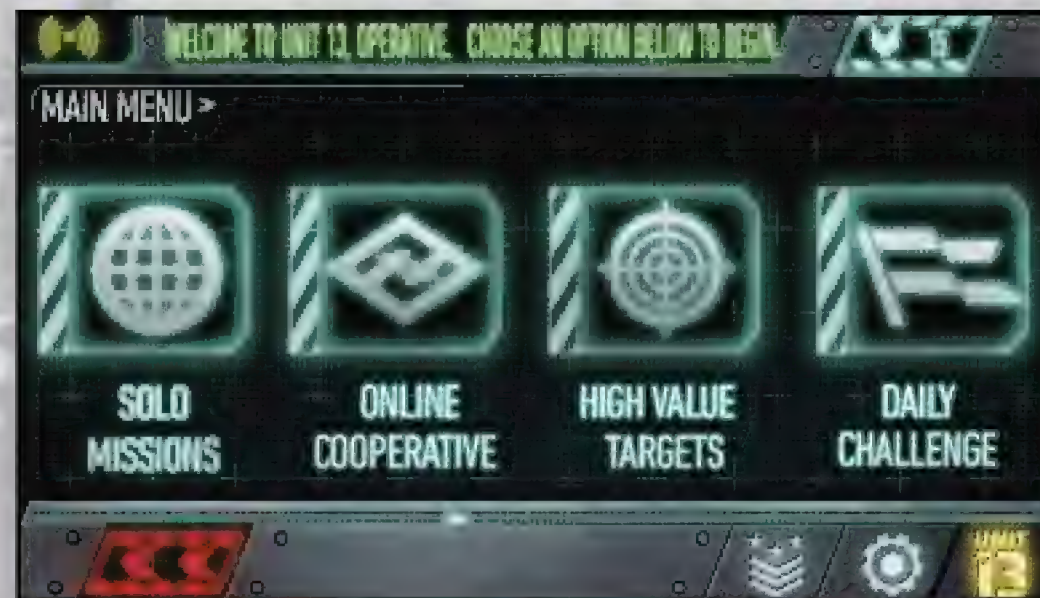 WELCOME TO UNIT 13, OPERATIVE. CHOOSE AN OPTION BELOW TO BEGIN.
MAIN MENU >
SOLO MISSIONS
ONLINE COOPERATIVE
HIGH VALUE TARGETS
DAILY CHALLENGE
UNIT
13